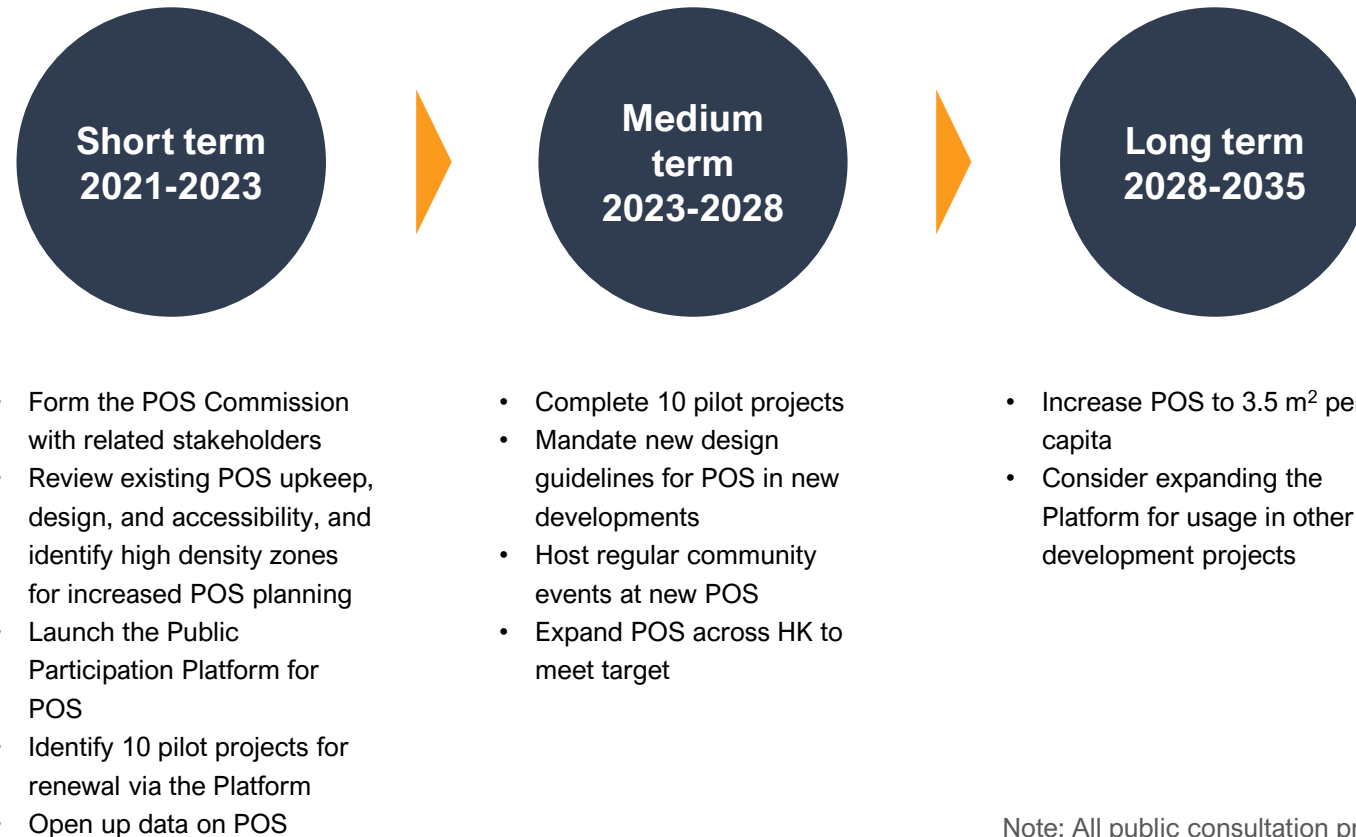 Short term
2021-2023
Medium
term
2023-2028
Long term
2028-2035
• Form the POS Commission
with related stakeholders
• Review existing POS upkeep,
design, and accessibility, and
identify high density zones
for increased POS planning
• Launch the Public
Participation Platform for
POS
• Identify 10 pilot projects for
renewal via the Platform
• Open up data on POS
• Complete 10 pilot projects
• Mandate new design
guidelines for POS in new
developments
• Host regular community
events at new POS
• Expand POS across HK to
meet target
• Increase POS to 3.5 m² pe
capita
• Consider expanding the
Platform for usage in other
development projects
Note: All public consultation pr